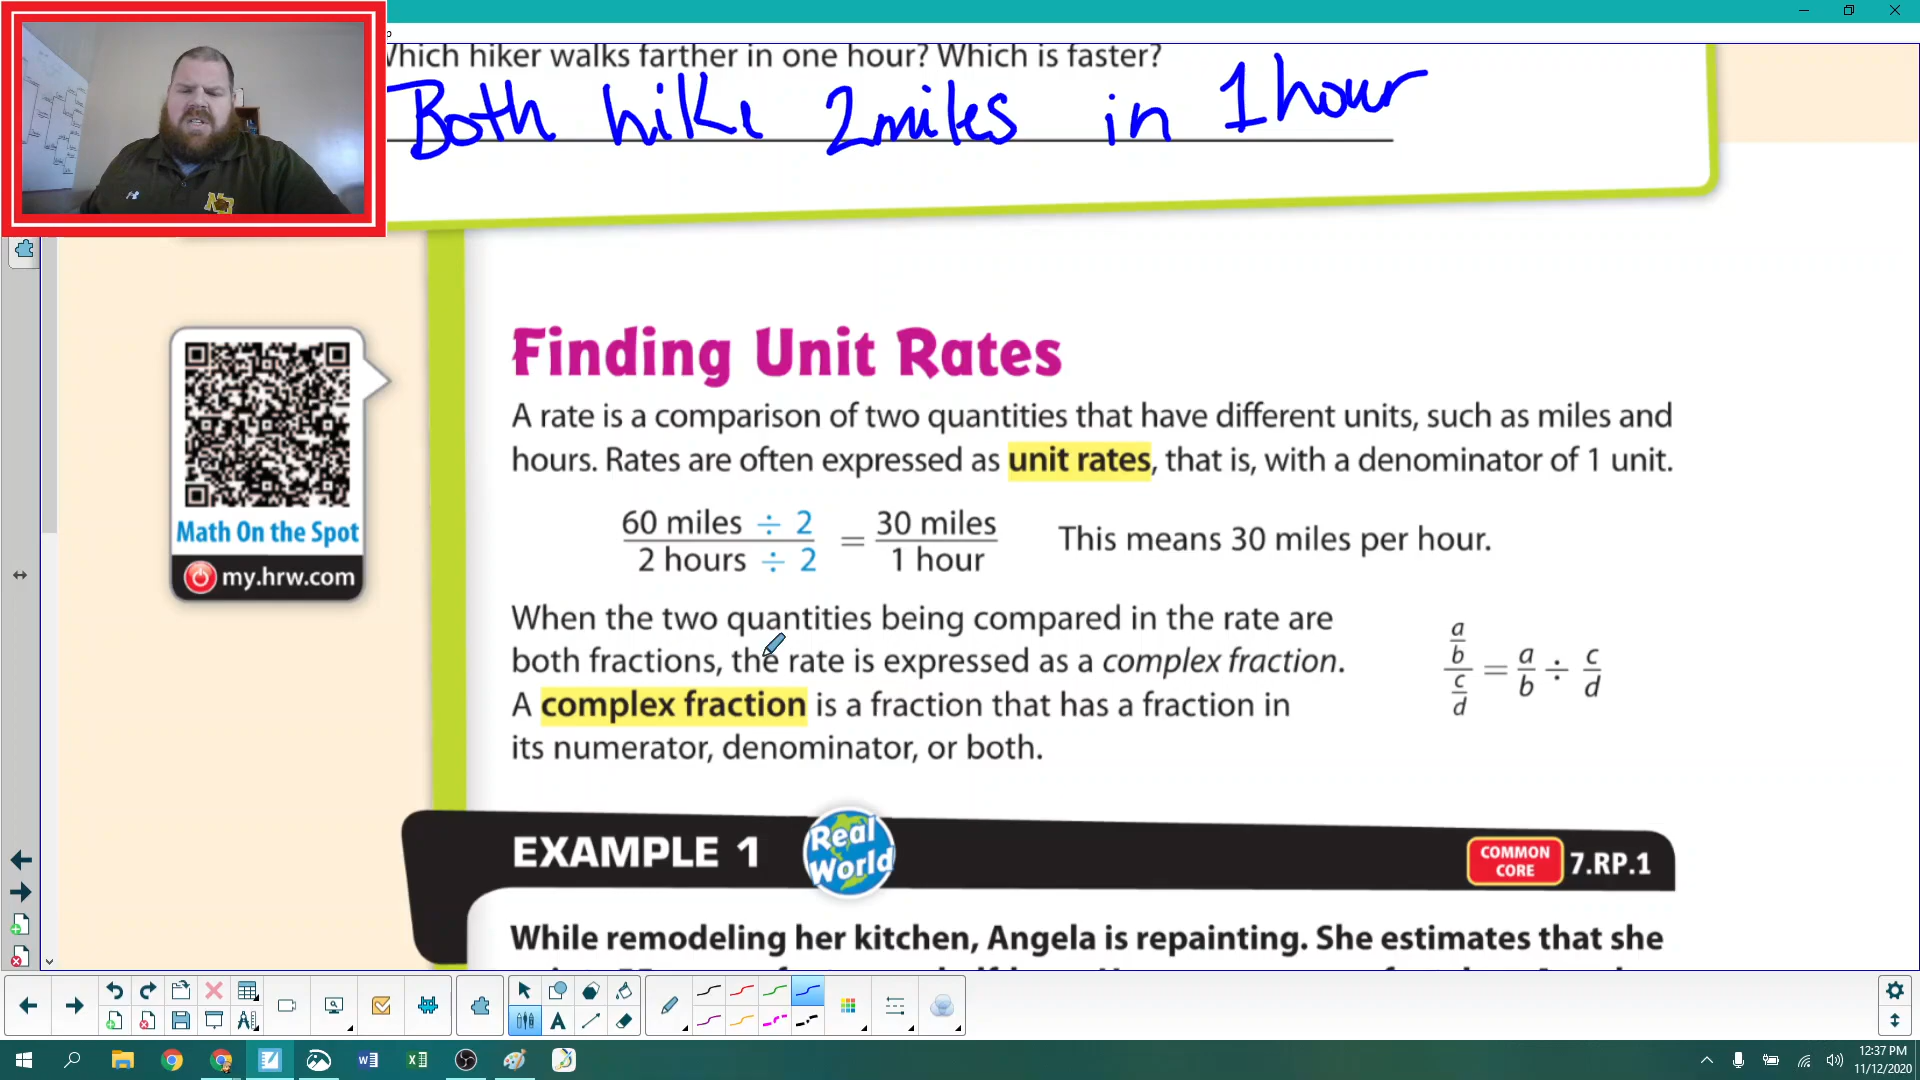 Which hiker walks farther in one hour? Which is faster?
Both hike 2 miles in 1 hour
Finding Unit Rates
A rate is a comparison of two quantities that have different units, such as miles and
hours. Rates are often expressed as unit rates, that is, with a denominator of 1 unit.
60 miles ÷ 2 / 2 hours ÷ 2 = 30 miles / 1 hour This means 30 miles per hour.
When the two quantities being compared in the rate are
both fractions, the rate is expressed as a complex fraction.
A complex fraction is a fraction that has a fraction in
its numerator, denominator, or both.
a/b / c/d = a/b ÷ c/d
Math On the Spot
my.hrw.com
EXAMPLE 1
Real World
COMMON CORE
7.RP.1
While remodeling her kitchen, Angela is repainting. She estimates that she
12:37 PM
11/12/2020